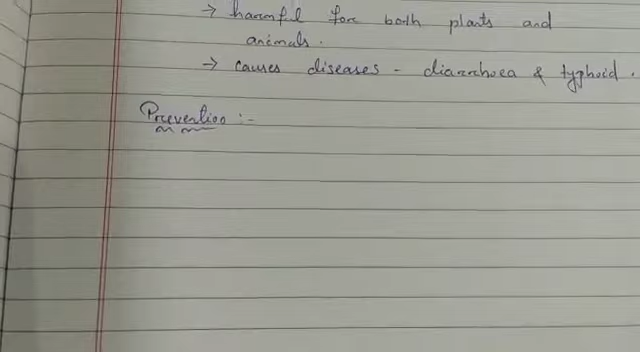 → harmful for both plants and
animals.
→ causes diseases - diarrhoea & typhoid.
Prevention :-